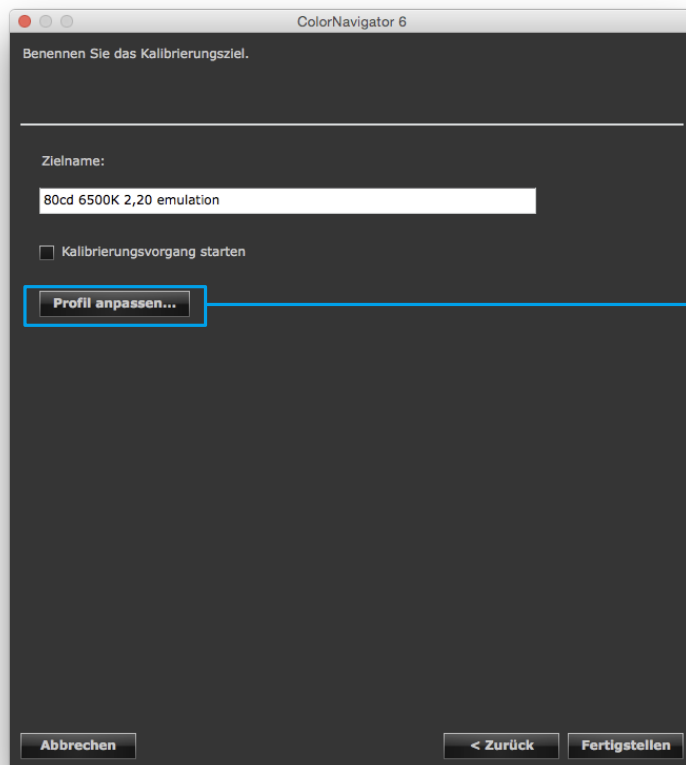 ColorNavigator 6
Benennen Sie das Kalibrierungsziel.
Zielname:
80cd 6500K 2,20 emulation
Kalibrierungsvorgang starten
Profil anpassen...
Abbrechen
< Zurück
Fertigstellen